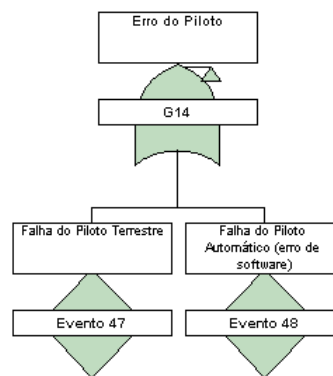 Erro do Piloto
G14
Falha do Piloto Terrestre
Falha do Piloto
Automático (erro de
software)
Evento 47
Evento 48